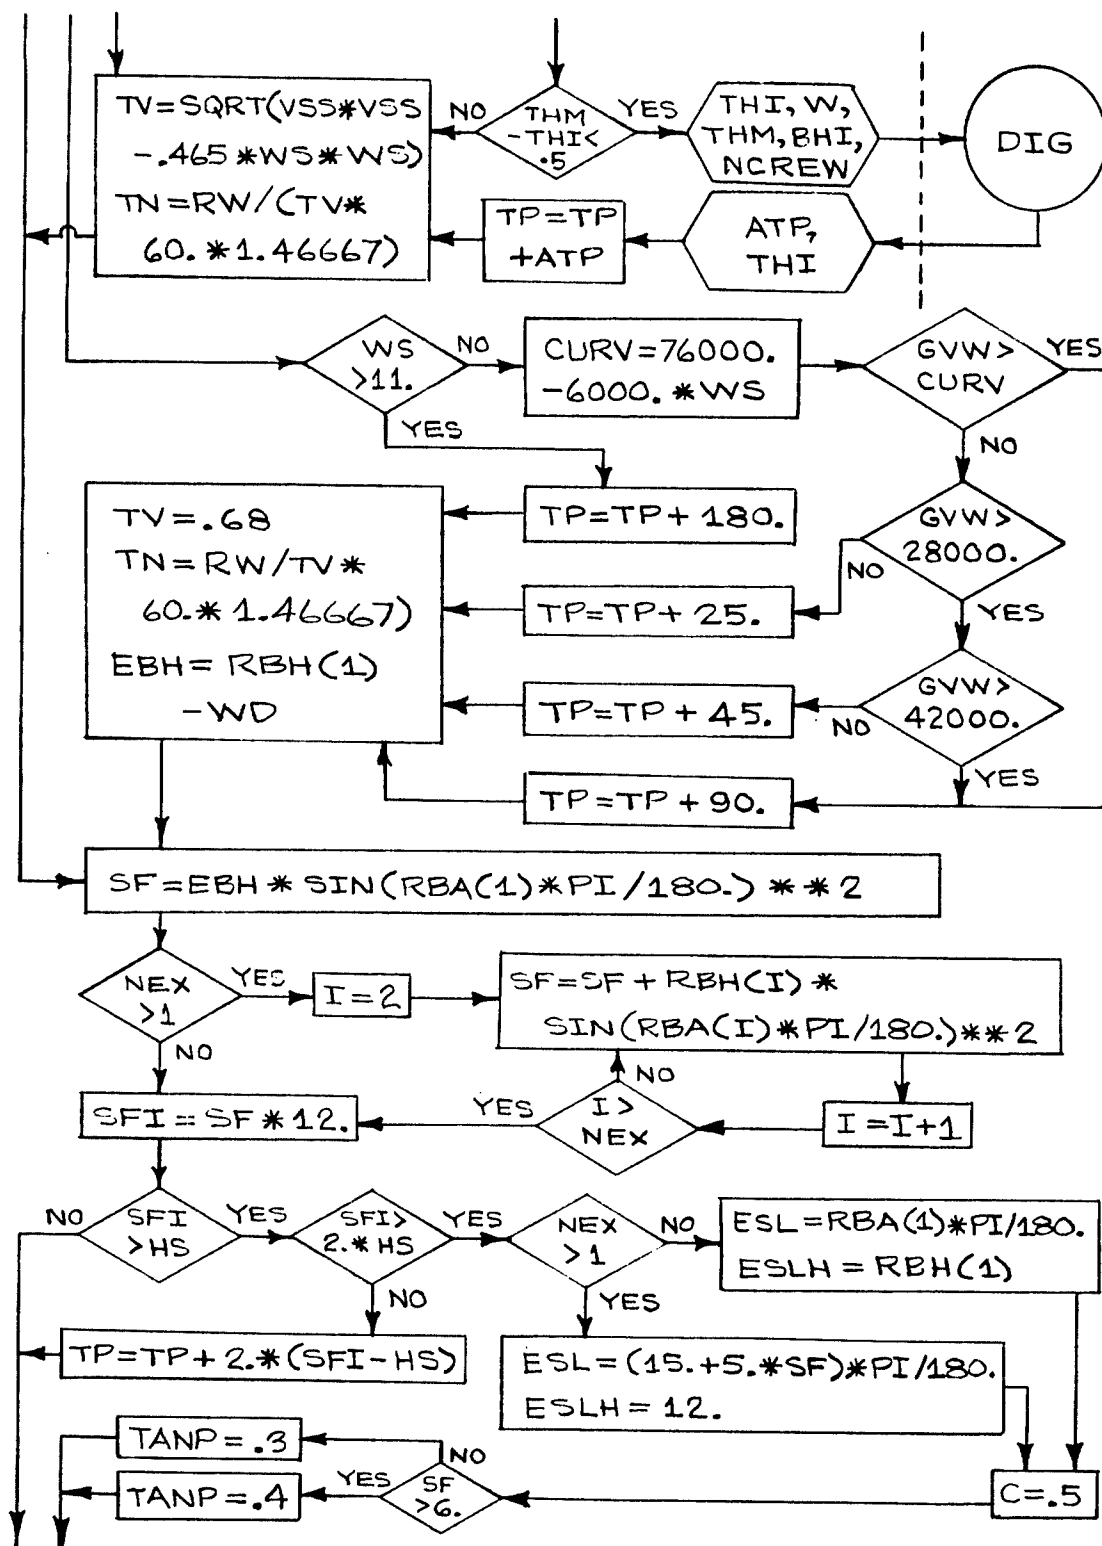 TV=SQRT(VSS*VSS
-.465*WS*WS)
TN=RW/(TV*
60.*1.46667)
NO
THM
-THI<
.5
YES
THI, W,
THM, BHI,
NCREW
DIG
TP=TP
+ATP
ATP,
THI
WS
>11.
NO
YES
CURV=76000.
-6000.*WS
GVW>
CURV
YES
NO
TV=.68
TN=RW/TV*
60.*1.46667)
EBH=RBH(1)
-WD
TP=TP+180.
GVW>
28000.
NO
YES
TP=TP+25.
TP=TP+45.
GVW>
42000.
NO
YES
TP=TP+90.
SF=EBH*SIN(RBA(1)*PI/180.)**2
NEX
>1
YES
NO
I=2
SF=SF+RBH(I)*
SIN(RBA(I)*PI/180.)**2
NO
SFI=SF*12.
YES
I>
NEX
I=I+1
NO
SFI
>HS
YES
SFI>
2.*HS
YES
NO
NEX
>1
NO
YES
ESL=RBA(1)*PI/180.
ESLH=RBH(1)
TP=TP+2.*(SFI-HS)
ESL=(15.+5.*SF)*PI/180.
ESLH=12.
TANP=.3
NO
TANP=.4
YES
SF
>6.
C=.5